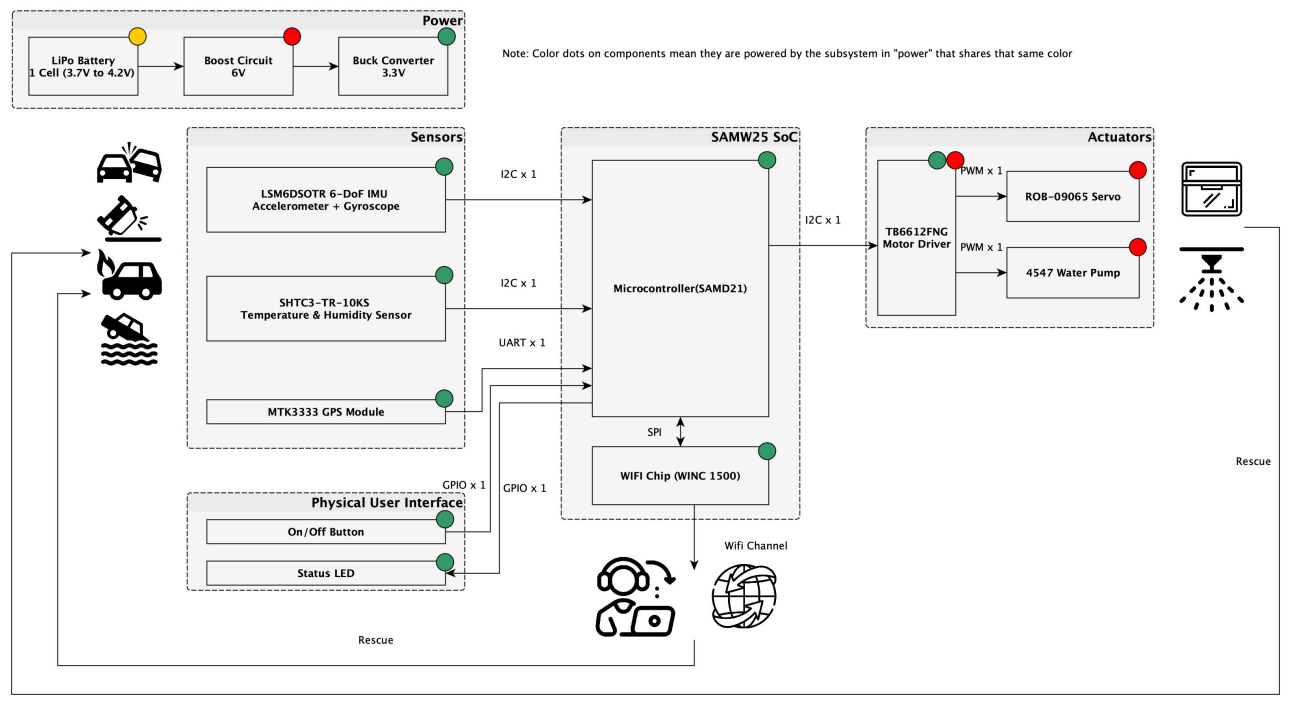 Power
LiPo Battery
1 Cell (3.7V to 4.2V)
Boost Circuit
6V
Buck Converter
3.3V
Note: Color dots on components mean they are powered by the subsystem in "power" that shares that same color
Sensors
LSM6DSOTR 6-DoF IMU
Accelerometer + Gyroscope
I2C x 1
SHTC3-TR-10KS
Temperature & Humidity Sensor
I2C x 1
UART x 1
MTK3333 GPS Module
SAMW25 SoC
Microcontroller(SAMD21)
SPI
WIFI Chip (WINC 1500)
I2C x 1
Actuators
TB6612FNG
Motor Driver
PWM x 1
ROB-09065 Servo
PWM x 1
4547 Water Pump
Rescue
GPIO x 1
GPIO x 1
Physical User Interface
On/Off Button
Status LED
Wifi Channel
Rescue